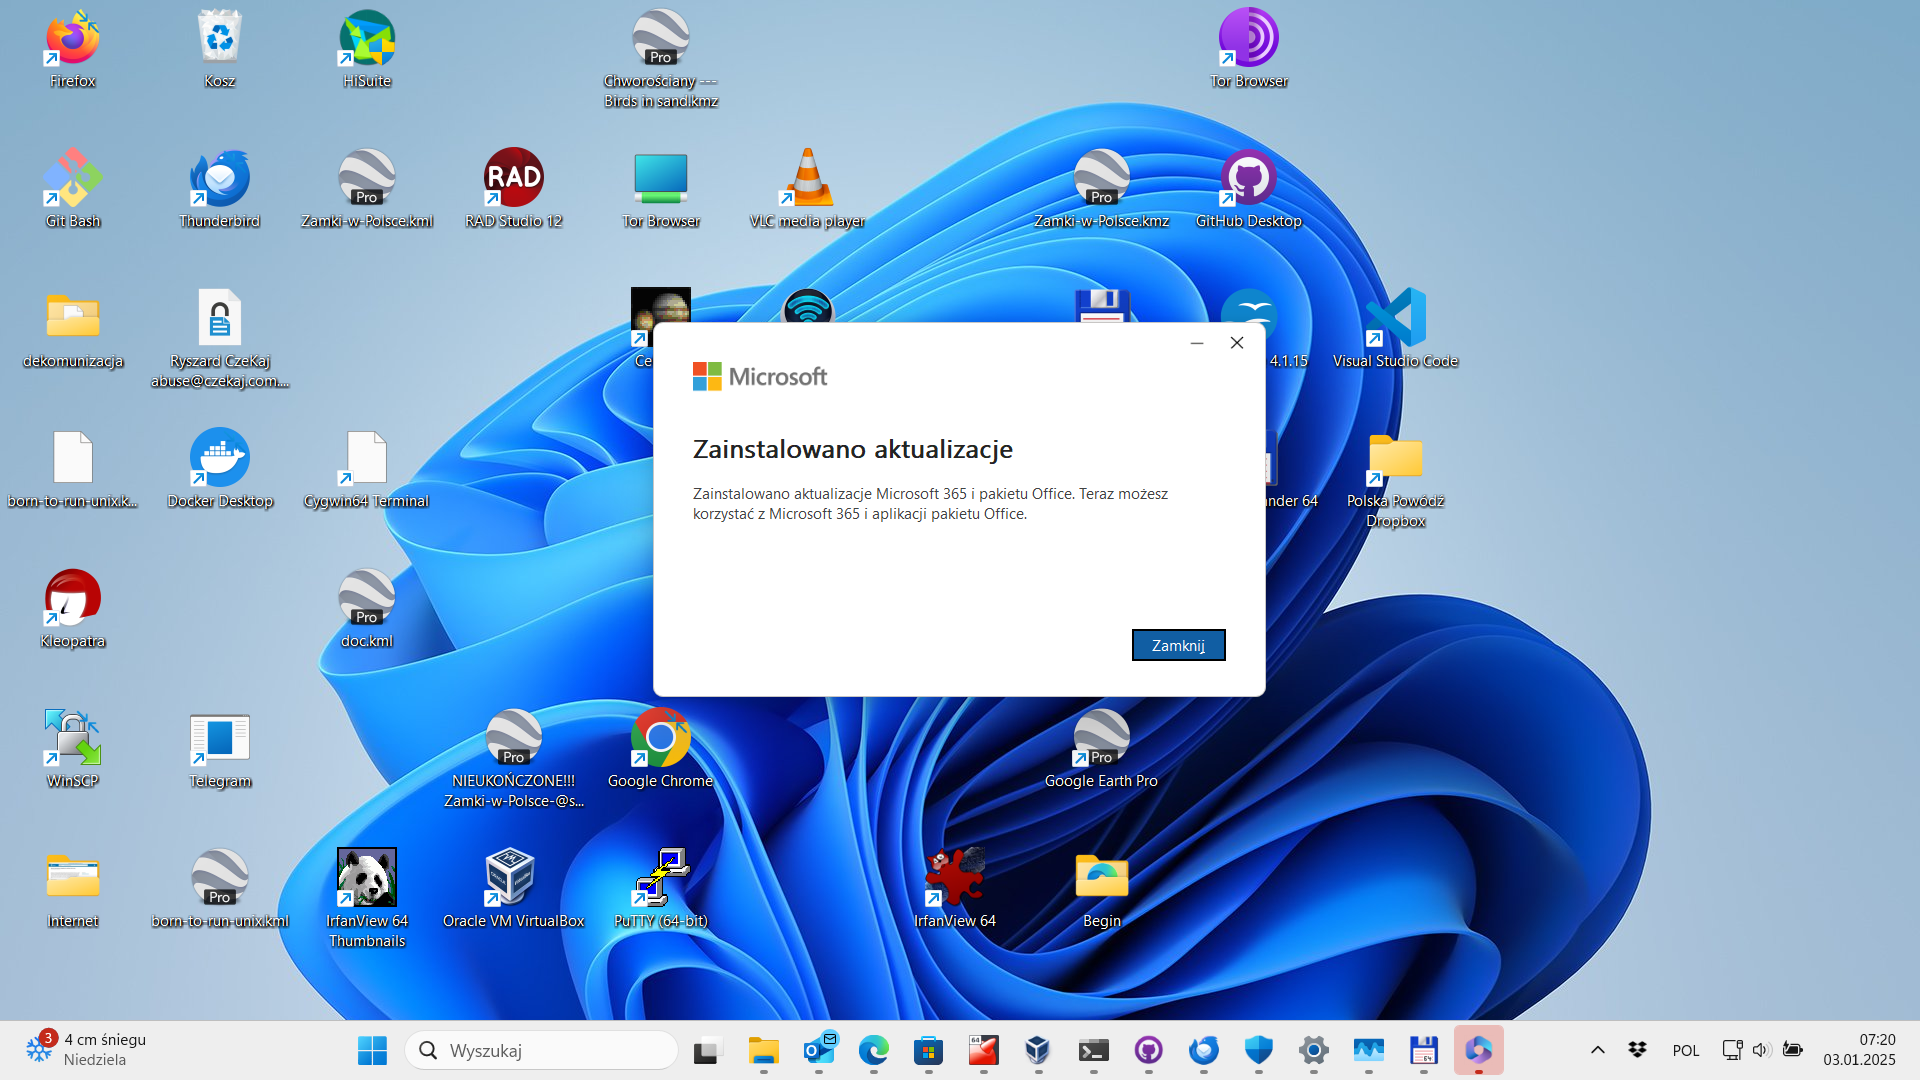 Firefox
Kosz
HiSuite
Pro
Chworościany ---
Birds in sand.kmz
Tor Browser
Git Bash
Thunderbird
Pro
Zamki-w-Polsce.kml
RAD
RAD Studio 12
Tor Browser
VLC media player
Pro
Zamki-w-Polsce.kmz
GitHub Desktop
dekomunizacja
Ryszard CzeKaj
abuse@czekaj.com....
Ce
4.1.15
Visual Studio Code
Microsoft
Zainstalowano aktualizacje
Zainstalowano aktualizacje Microsoft 365 i pakietu Office. Teraz możesz
korzystać z Microsoft 365 i aplikacji pakietu Office.
Zamknij
born-to-run-unix.k...
Docker Desktop
Cygwin64 Terminal
nder 64
Polska Powódź
Dropbox
Kleopatra
Pro
doc.kml
WinSCP
Telegram
Pro
NIEUKOŃCZONE!!!
Zamki-w-Polsce-@s...
Google Chrome
Pro
Google Earth Pro
Internet
Pro
born-to-run-unix.kml
IrfanView 64
Thumbnails
Oracle VM VirtualBox
PuTTY (64-bit)
IrfanView 64
Begin
3
4 cm śniegu
Niedziela
Wyszukaj
64
64
POL
07:20
03.01.2025